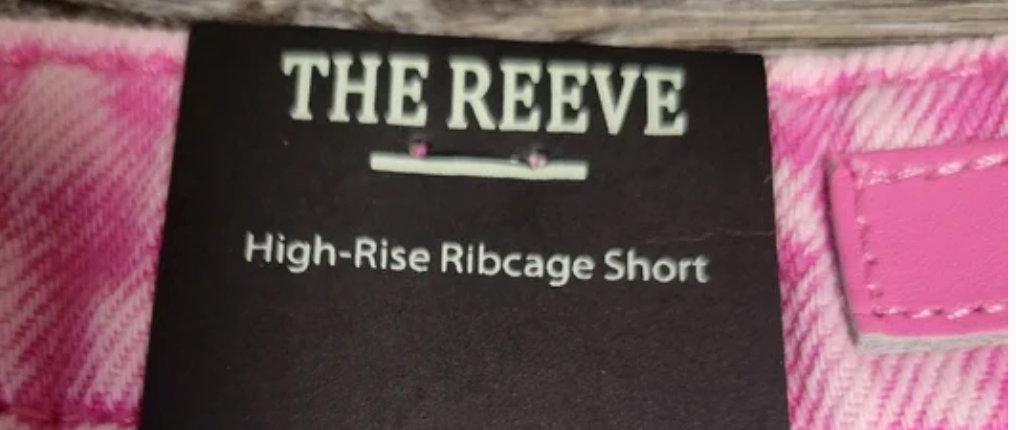 THE REEVE
High-Rise Ribcage Short